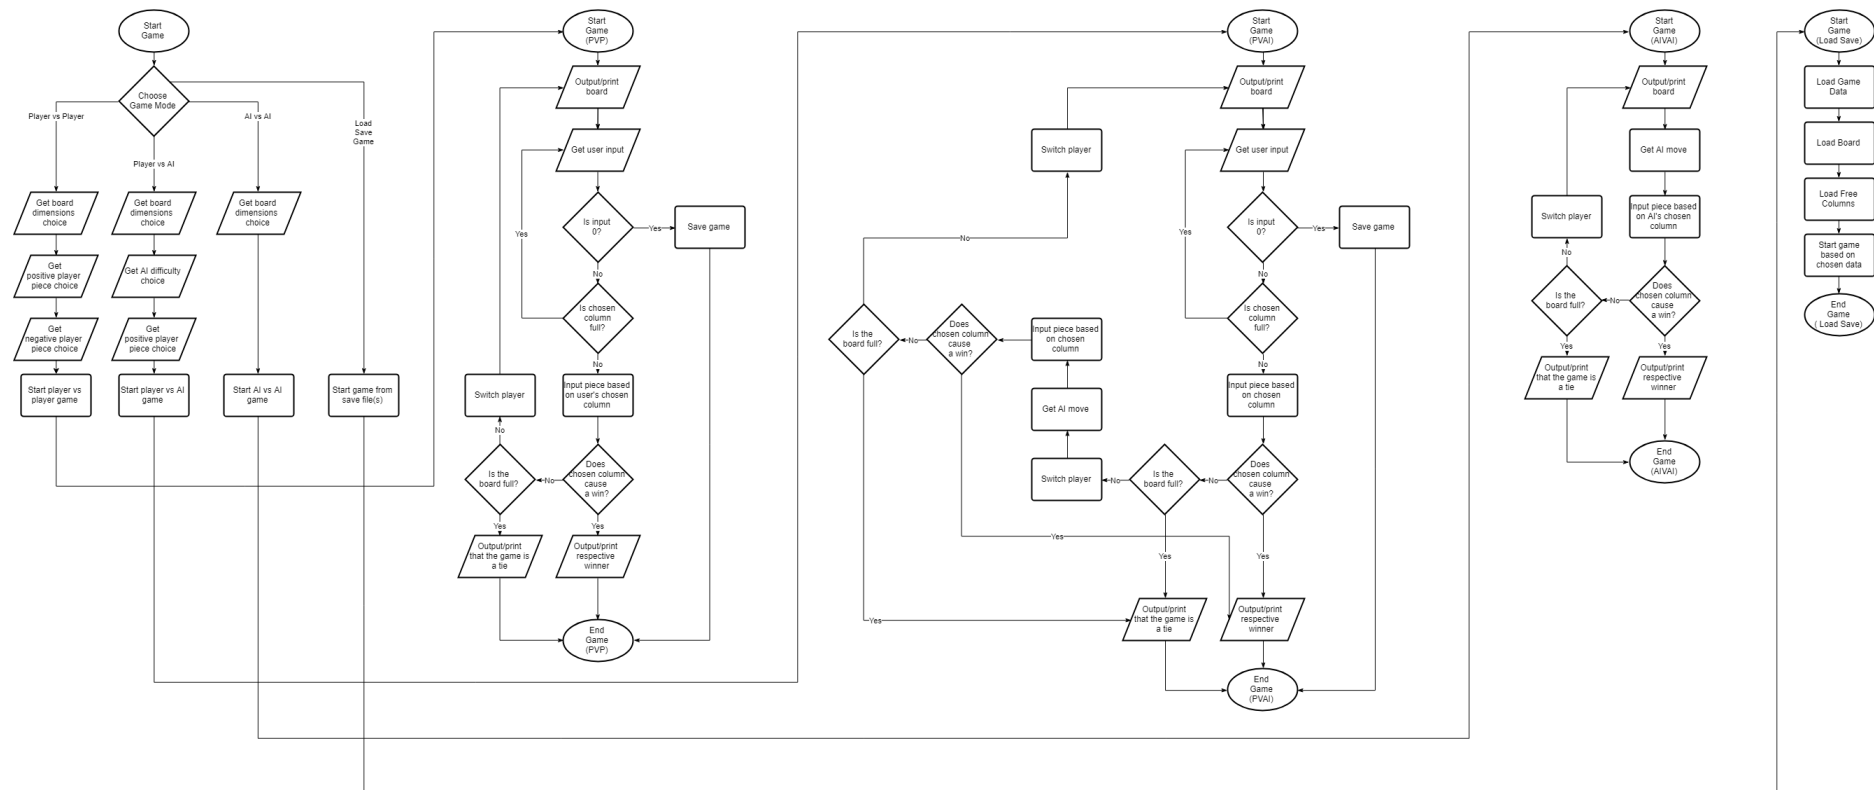 Start
Game
Choose
Game Mode
Player vs Player
AI vs AI
Load
Save
Game
Player vs AI
Get board
dimensions
choice
Get
positive player
piece choice
Get
negative player
piece choice
Start player vs
player game
Get board
dimensions
choice
Get AI difficulty
choice
Get
positive player
piece choice
Start player vs AI
game
Get board
dimensions
choice
Start AI vs AI
game
Start game from
save file(s)
Start
Game
(PVP)
Output/print
board
Get user input
Is input
0?
Yes
Save game
No
Is chosen
column
full?
Yes
No
Input piece based
on user's chosen
column
Does
chosen column
cause
a win?
No
Is the
board full?
No
Switch player
Yes
Output/print
that the game is
a tie
Yes
Output/print
respective
winner
End
Game
(PVP)
Start
Game
(PVAI)
Output/print
board
Get user input
Is input
0?
Yes
Save game
No
Is chosen
column
full?
Yes
No
Input piece based
on chosen
column
Does
chosen column
cause
a win?
No
Is the
board full?
No
Switch player
Get AI move
Input piece based
on chosen
column
Does
chosen column
cause
a win?
No
Is the
board full?
No
Switch player
Yes
Yes
Yes
Yes
Output/print
that the game is
a tie
Output/print
respective
winner
End
Game
(PVAI)
Start
Game
(AIVAI)
Output/print
board
Get AI move
Input piece based
on AI's chosen
column
Does
chosen column
cause
a win?
No
Is the
board full?
No
Switch player
Yes
Output/print
that the game is
a tie
Yes
Output/print
respective
winner
End
Game
(AIVAI)
Start
Game
(Load Save)
Load Game
Data
Load Board
Load Free
Columns
Start game
based on
chosen data
End
Game
( Load Save)